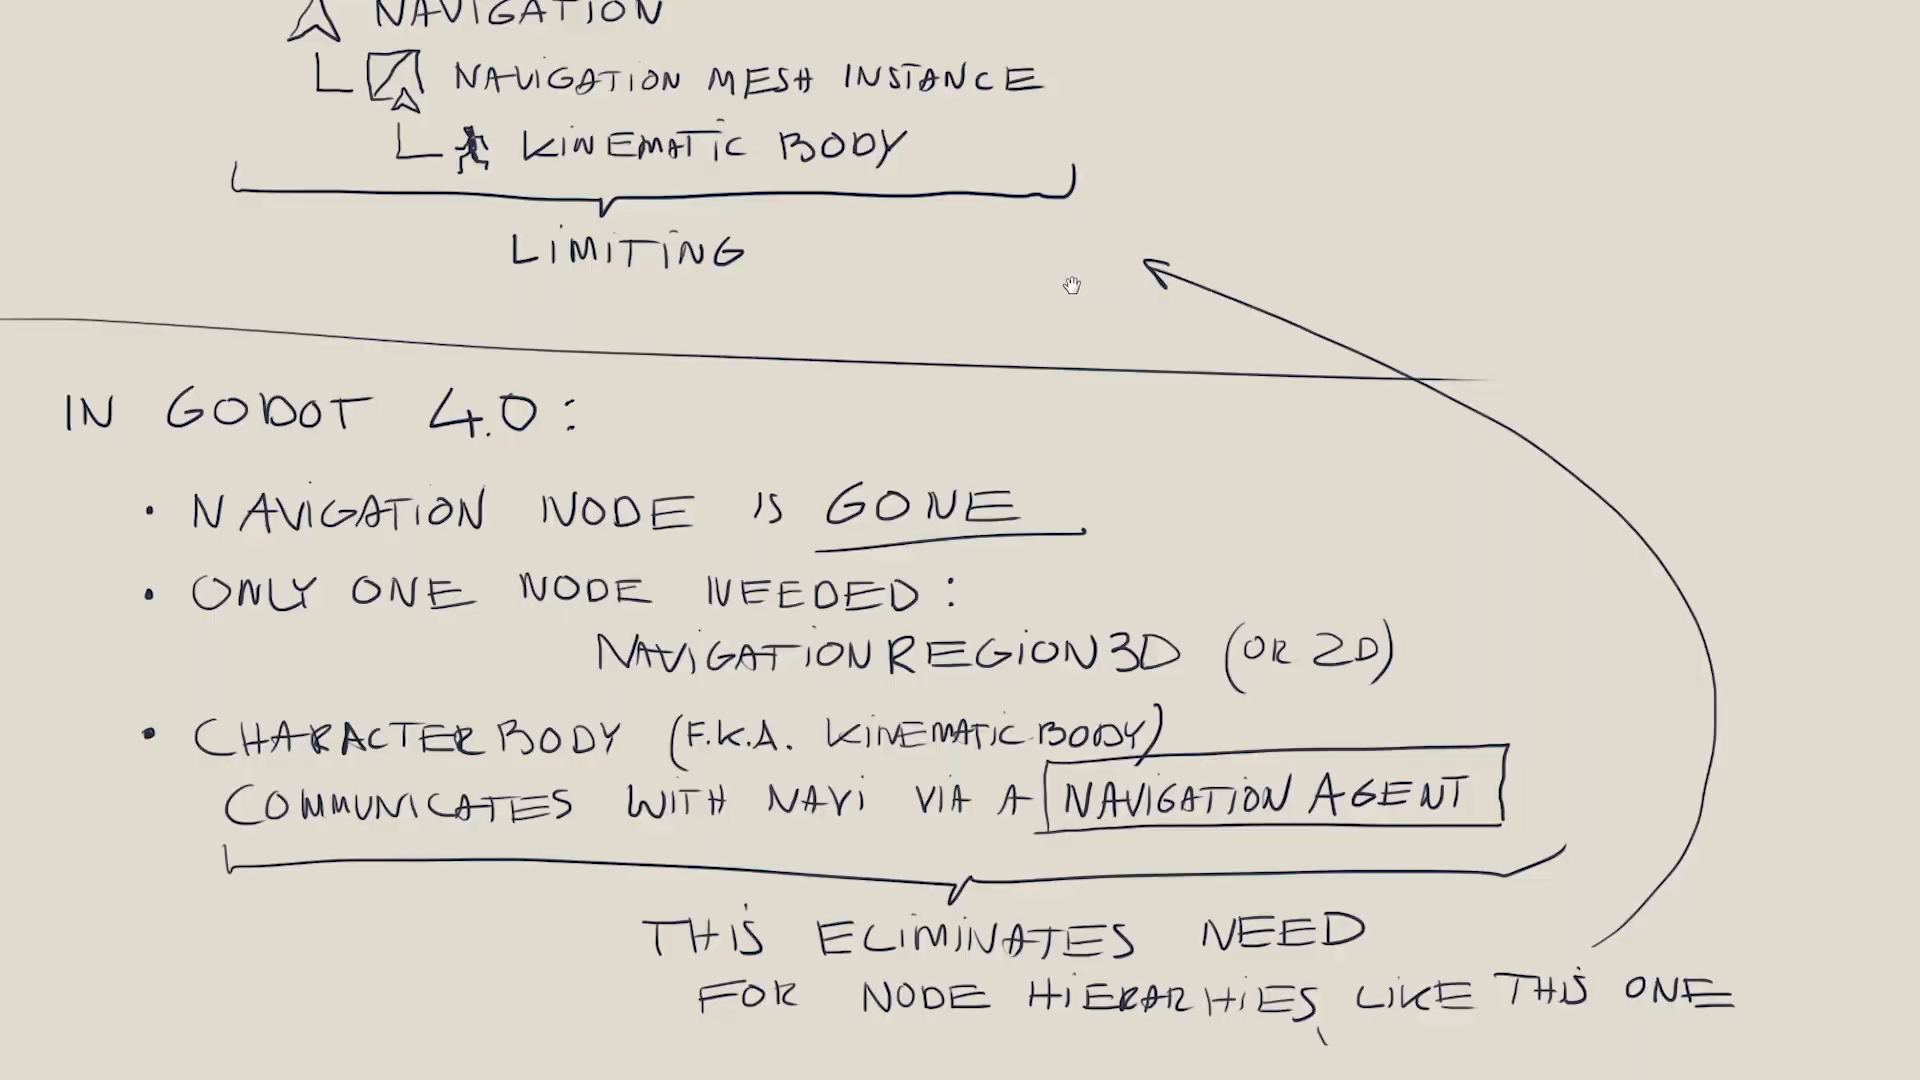 NAVIGATION
NAVIGATION MESH INSTANCE
KINEMATIC BODY
LIMITING
IN GODOT 4.0:
· NAVIGATION NODE IS GONE
· ONLY ONE NODE NEEDED:
NAVIGATIONREGION3D (OR 2D)
· CHARACTERBODY (F.K.A. KINEMATICBODY)
COMMUNICATES WITH NAVI VIA A NAVIGATION AGENT
THIS ELIMINATES NEED
FOR NODE HIERARHIES LIKE THIS ONE